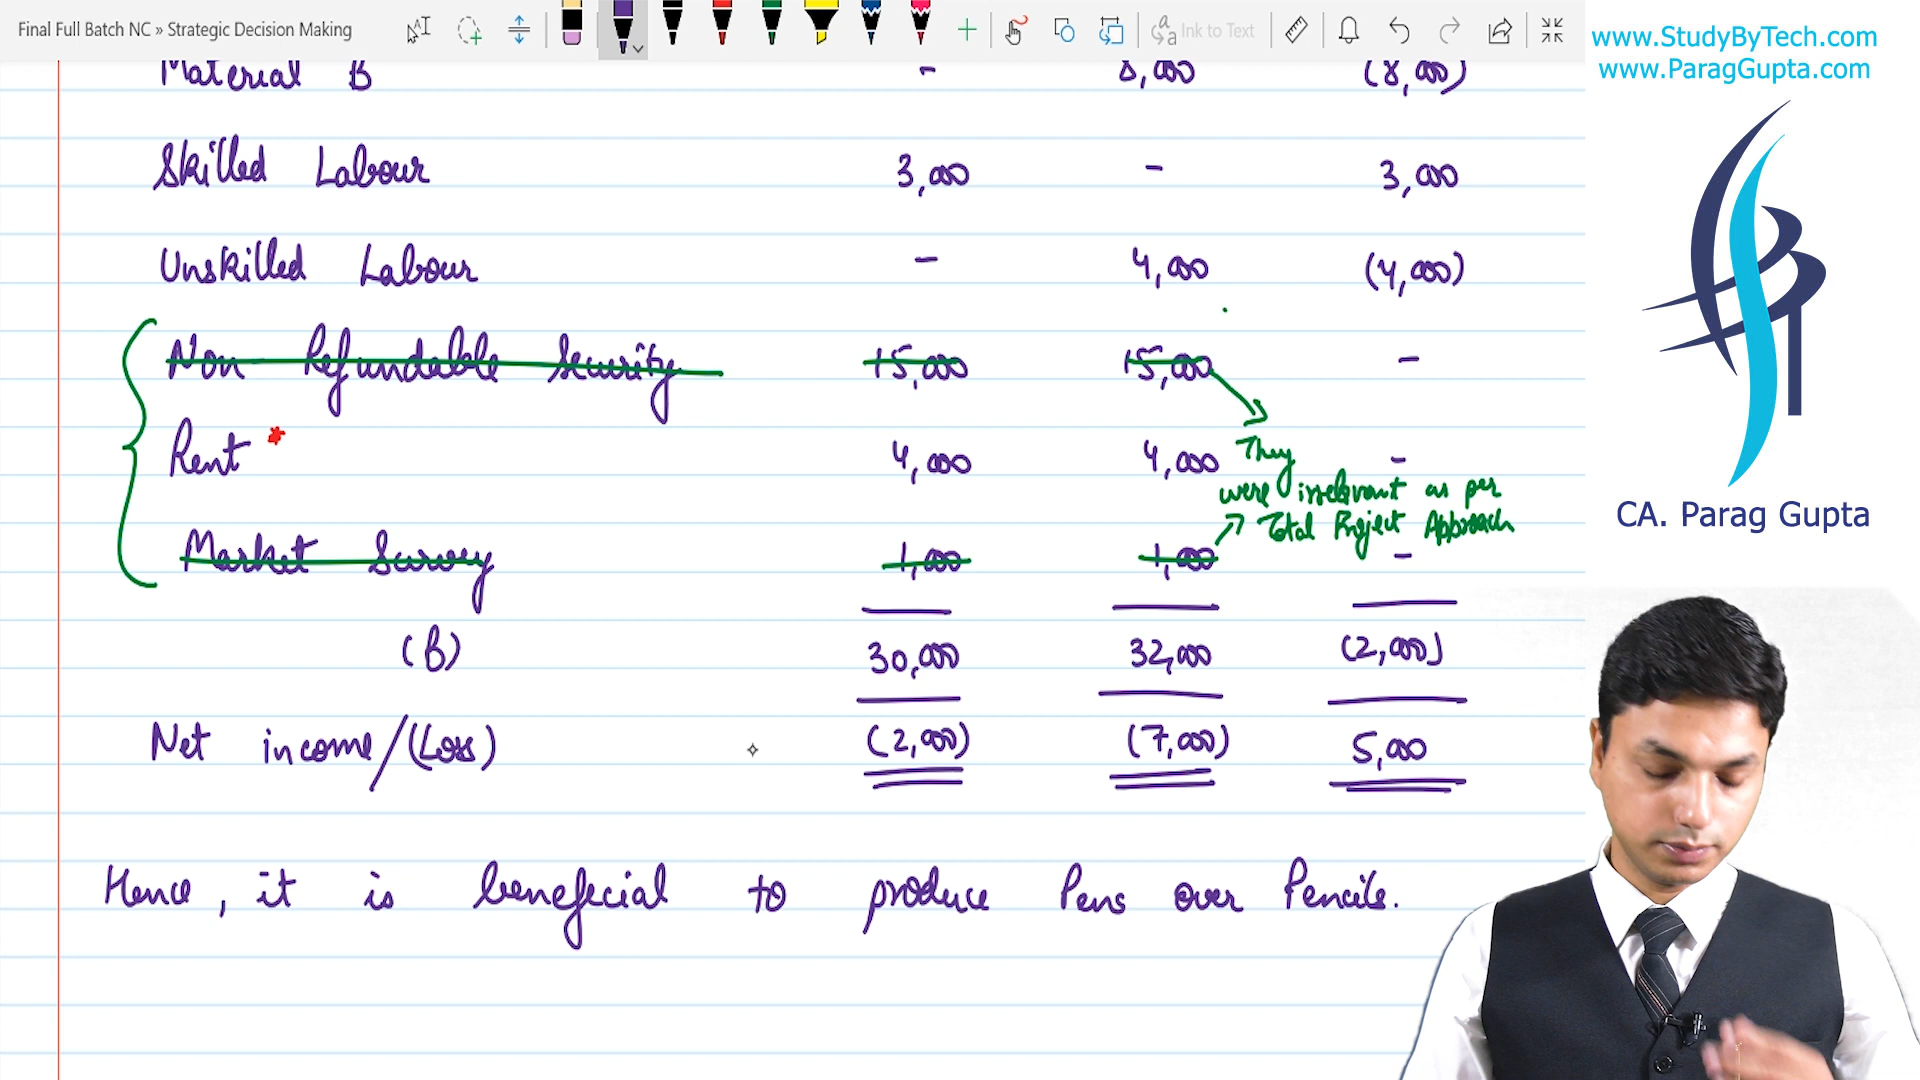 Final Full Batch NC » Strategic Decision Making
Ink to Text
www.StudyByTech.com
www.ParagGupta.com
Material B - 8,000 (8,000)
Skilled Labour 3,000 - 3,000
Unskilled Labour - 4,000 (4,000)
Non Refundable Security 15,000 15,000 -
Rent * 4,000 4,000 -
They
were irrelevant as per
Total Project Approach
Market Survey 1,000 1,000 -
(B) 30,000 32,000 (2,000)
Net income/(Loss) (2,000) (7,000) 5,000
Hence, it is beneficial to produce Pens over Pencils.
CA. Parag Gupta